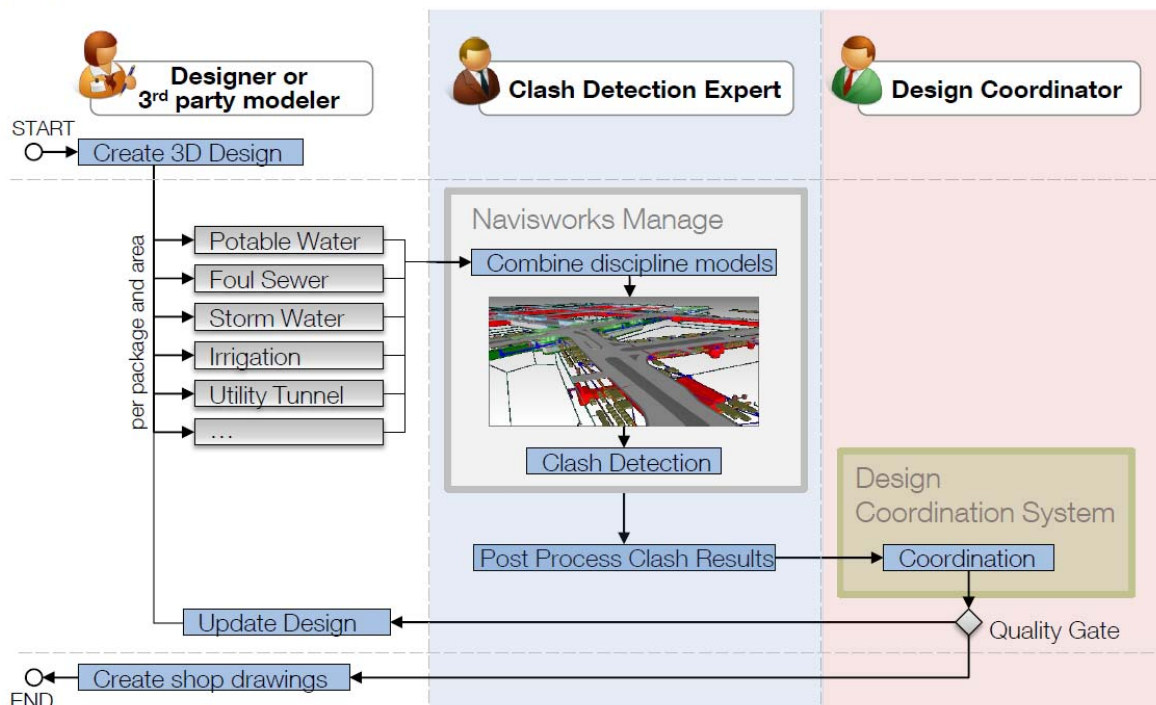 Designer or
3rd party modeler
Clash Detection Expert
Design Coordinator
START
Create 3D Design
per package and area
Potable Water
Foul Sewer
Storm Water
Irrigation
Utility Tunnel
...
Navisworks Manage
Combine discipline models
Clash Detection
Post Process Clash Results
Design
Coordination System
Coordination
Quality Gate
Update Design
Create shop drawings
END